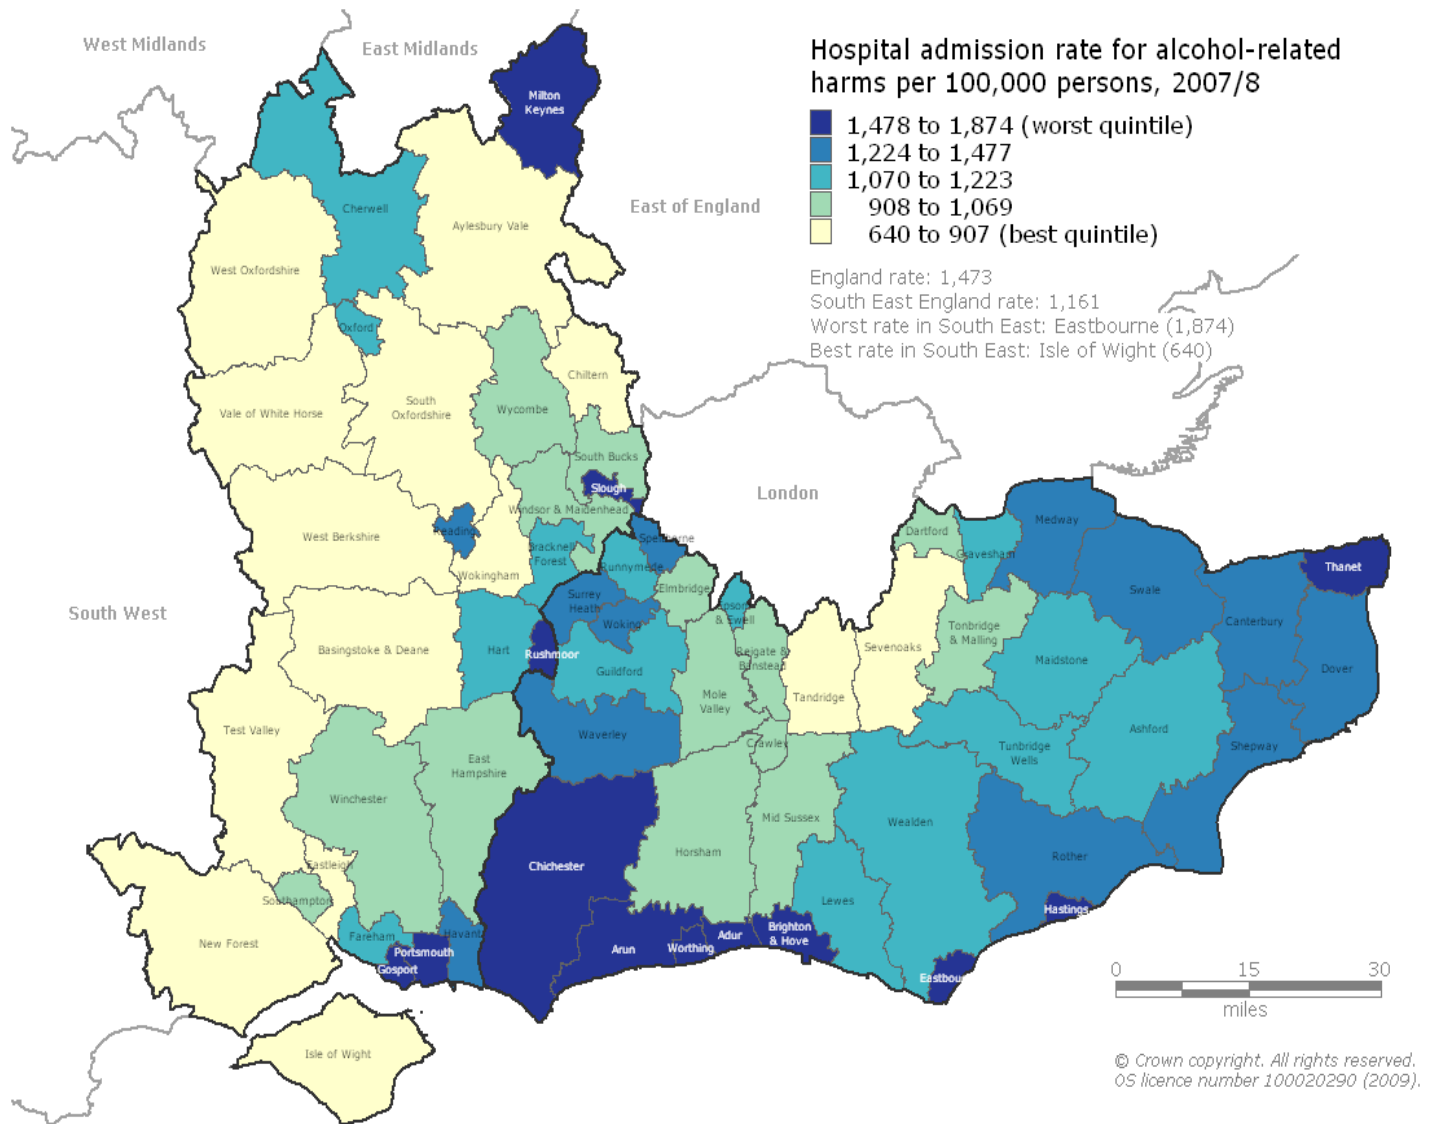 West Midlands
East Midlands
Hospital admission rate for alcohol-related
harms per 100,000 persons, 2007/8
1,478 to 1,874 (worst quintile)
1,224 to 1,477
1,070 to 1,223
908 to 1,069
640 to 907 (best quintile)
England rate: 1,473
South East England rate: 1,161
Worst rate in South East: Eastbourne (1,874)
Best rate in South East: Isle of Wight (640)
Milton
Keynes
Cherwell
East of England
Aylesbury Vale
West Oxfordshire
Oxford
Chiltern
Vale of White Horse
South
Oxfordshire
Wycombe
South Bucks
Slough
London
Windsor & Maidenhead
Reading
West Berkshire
Wokingham
Bracknell
Forest
Spelthorne
Runnymede
Elmbridge
Dartford
Gravesham
Medway
Thanet
Swale
South West
Surrey
Heath
Woking
Epsom
& Ewell
Canterbury
Basingstoke & Deane
Hart
Rushmoor
Guildford
Reigate &
Banstead
Sevenoaks
Tonbridge
& Malling
Maidstone
Dover
Mole
Valley
Tandridge
Test Valley
Waverley
Crawley
Tunbridge
Wells
Ashford
Shepway
East
Hampshire
Winchester
Mid Sussex
Wealden
Horsham
Rother
Chichester
Eastleigh
Southampton
Lewes
Hastings
New Forest
Fareham
Havant
Portsmouth
Gosport
Arun
Worthing
Adur
Brighton
& Hove
Eastbour
0 15 30
miles
Isle of Wight
© Crown copyright. All rights reserved.
OS licence number 100020290 (2009).